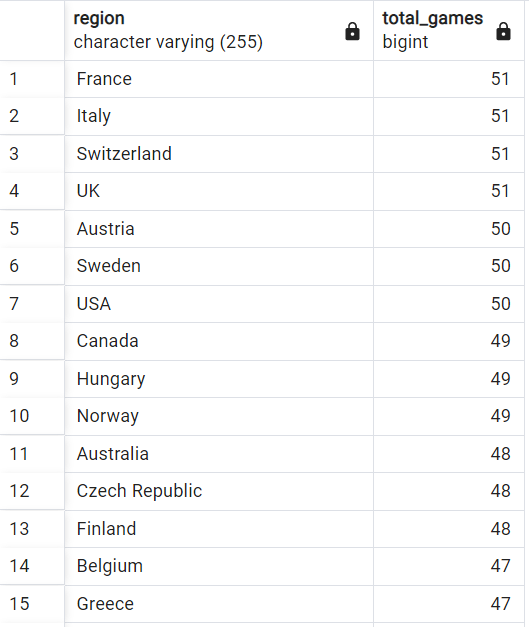 region total_games
character varying (255) bigint
1 France 51
2 Italy 51
3 Switzerland 51
4 UK 51
5 Austria 50
6 Sweden 50
7 USA 50
8 Canada 49
9 Hungary 49
10 Norway 49
11 Australia 48
12 Czech Republic 48
13 Finland 48
14 Belgium 47
15 Greece 47